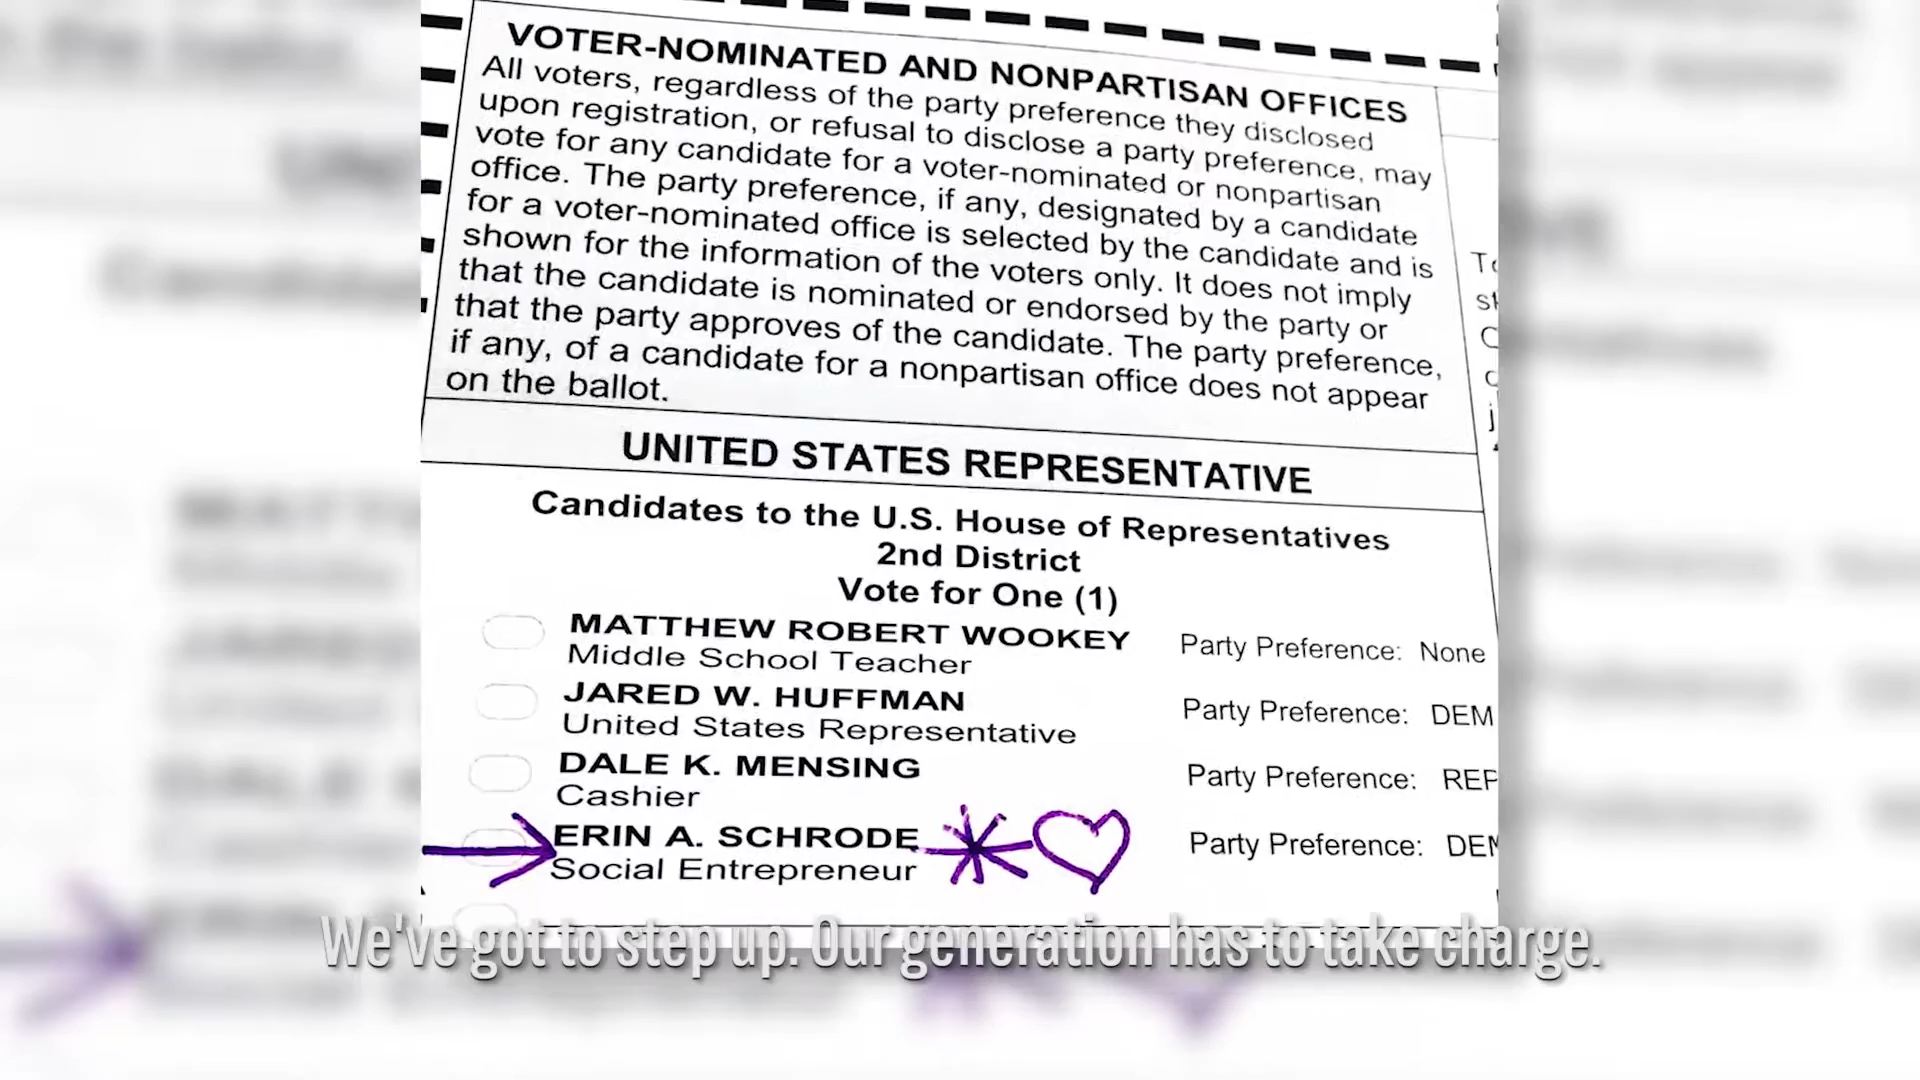 VOTER-NOMINATED AND NONPARTISAN OFFICES
All voters, regardless of the party preference they disclosed
upon registration, or refusal to disclose a party preference, may
vote for any candidate for a voter-nominated or nonpartisan
office. The party preference, if any, designated by a candidate
for a voter-nominated office is selected by the candidate and is
shown for the information of the voters only. It does not imply
that the candidate is nominated or endorsed by the party or
that the party approves of the candidate. The party preference,
if any, of a candidate for a nonpartisan office does not appear
on the ballot.
UNITED STATES REPRESENTATIVE
Candidates to the U.S. House of Representatives
2nd District
Vote for One (1)
MATTHEW ROBERT WOOKEY Party Preference: None
Middle School Teacher
JARED W. HUFFMAN Party Preference: DEM
United States Representative
DALE K. MENSING Party Preference: REP
Cashier
ERIN A. SCHRODE Party Preference: DEM
Social Entrepreneur
We've got to step up. Our generation has to take charge.